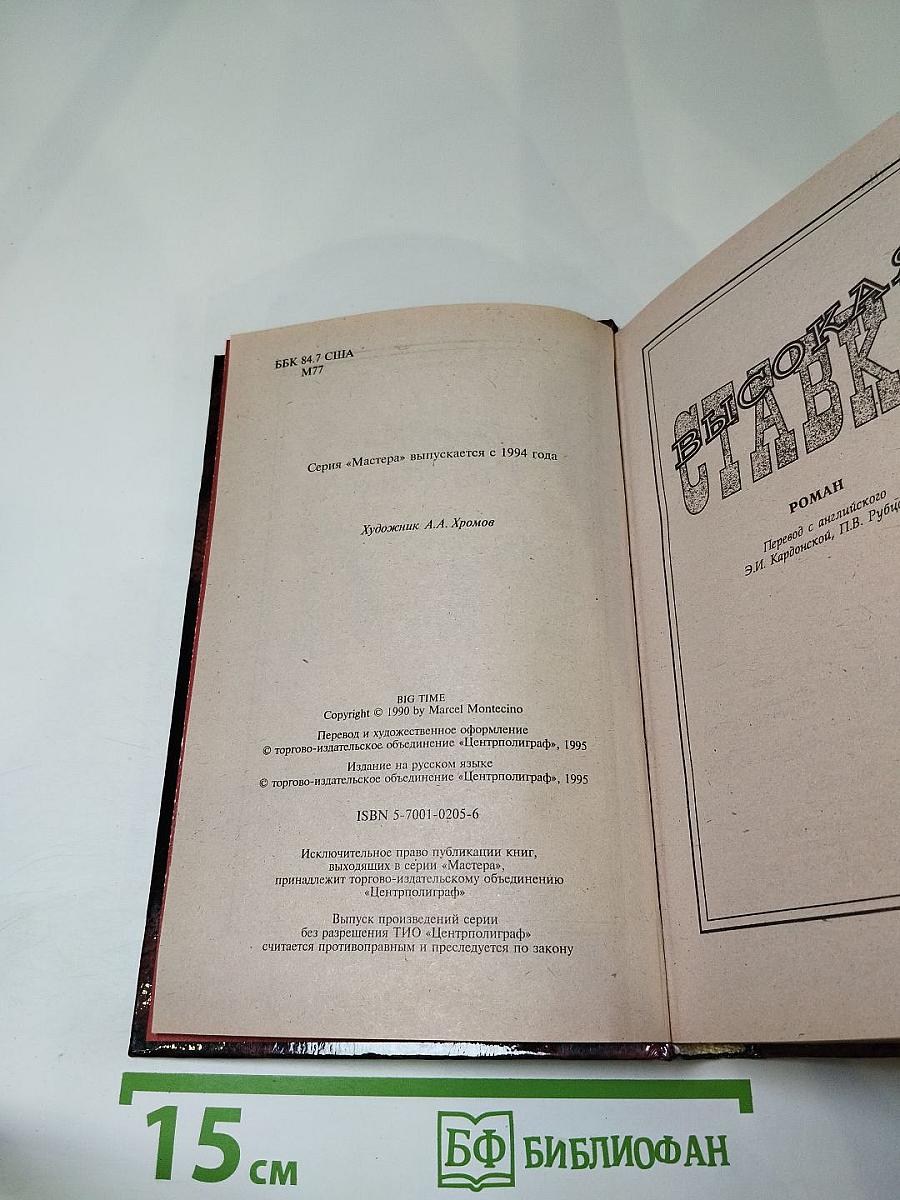 ББК 84.7 США
М77
Серия «Мастера» выпускается с 1994 года
Художник А.А. Хромов
BIG TIME
Copyright © 1990 by Marcel Montecino
Перевод и художественное оформление
© торгово-издательское объединение «Центрполиграф», 1995
Издание на русском языке
© торгово-издательское объединение «Центрполиграф», 1995
ISBN 5-7001-0205-6
Исключительное право публикации книг,
выходящих в серии «Мастера»,
принадлежит торгово-издательскому объединению
«Центрполиграф»
Выпуск произведений серии
без разрешения ТИО «Центрполиграф»
считается противоправным и преследуется по закону
ВЫСОКАЯ
СТАВК
РОМАН
Перевод с английского
Э.И. Кардонской, П.В. Рубцо
15 см
БФ БИБЛИОФАН